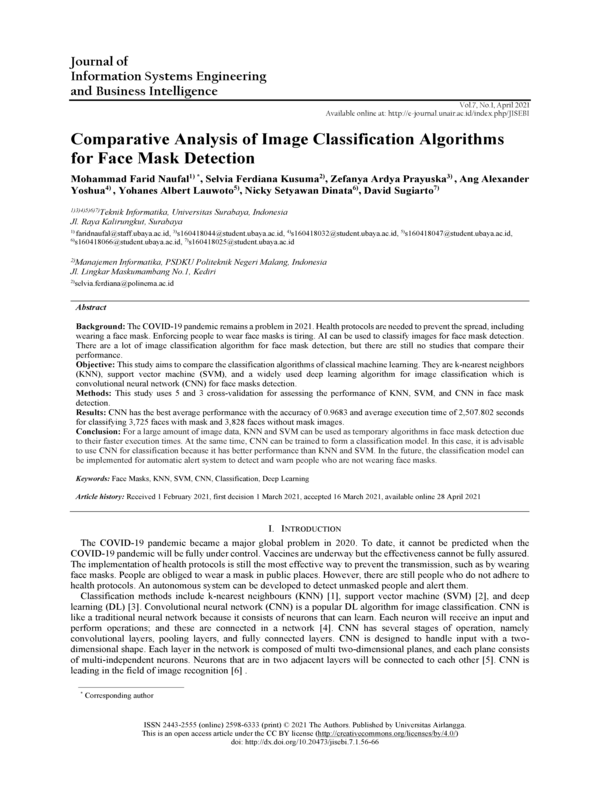 Journal of
Information Systems Engineering
and Business Intelligence
Vol.7, No.1, April 2021
Available online at: http://e-journal.unair.ac.id/index.php/JISEBI
Comparative Analysis of Image Classification Algorithms
for Face Mask Detection
Mohammad Farid Naufal1) *, Selvia Ferdiana Kusuma2), Zefanya Ardya Prayuska3) , Ang Alexander
Yoshua4) , Yohanes Albert Lauwoto5), Nicky Setyawan Dinata6), David Sugiarto7)
1)3)4)5)6)7)Teknik Informatika, Universitas Surabaya, Indonesia
Jl. Raya Kalirungkut, Surabaya
1) faridnaufal@staff.ubaya.ac.id, 3)s160418044@student.ubaya.ac.id, 4)s160418032@student.ubaya.ac.id, 5)s160418047@student.ubaya.ac.id,
6)s160418066@student.ubaya.ac.id, 7)s160418025@student.ubaya.ac.id
2)Manajemen Informatika, PSDKU Politeknik Negeri Malang, Indonesia
Jl. Lingkar Maskumambang No.1, Kediri
2)selvia.ferdiana@polinema.ac.id
Abstract
Background: The COVID-19 pandemic remains a problem in 2021. Health protocols are needed to prevent the spread, including
wearing a face mask. Enforcing people to wear face masks is tiring. AI can be used to classify images for face mask detection.
There are a lot of image classification algorithm for face mask detection, but there are still no studies that compare their
performance.
Objective: This study aims to compare the classification algorithms of classical machine learning. They are k-nearest neighbors
(KNN), support vector machine (SVM), and a widely used deep learning algorithm for image classification which is
convolutional neural network (CNN) for face masks detection.
Methods: This study uses 5 and 3 cross-validation for assessing the performance of KNN, SVM, and CNN in face mask
detection.
Results: CNN has the best average performance with the accuracy of 0.9683 and average execution time of 2,507.802 seconds
for classifying 3,725 faces with mask and 3,828 faces without mask images.
Conclusion: For a large amount of image data, KNN and SVM can be used as temporary algorithms in face mask detection due
to their faster execution times. At the same time, CNN can be trained to form a classification model. In this case, it is advisable
to use CNN for classification because it has better performance than KNN and SVM. In the future, the classification model can
be implemented for automatic alert system to detect and warn people who are not wearing face masks.
Keywords: Face Masks, KNN, SVM, CNN, Classification, Deep Learning
Article history: Received 1 February 2021, first decision 1 March 2021, accepted 16 March 2021, available online 28 April 2021
I. INTRODUCTION
The COVID-19 pandemic became a major global problem in 2020. To date, it cannot be predicted when the
COVID-19 pandemic will be fully under control. Vaccines are underway but the effectiveness cannot be fully assured.
The implementation of health protocols is still the most effective way to prevent the transmission, such as by wearing
face masks. People are obliged to wear a mask in public places. However, there are still people who do not adhere to
health protocols. An autonomous system can be developed to detect unmasked people and alert them.
Classification methods include k-nearest neighbours (KNN) [1], support vector machine (SVM) [2], and deep
learning (DL) [3]. Convolutional neural network (CNN) is a popular DL algorithm for image classification. CNN is
like a traditional neural network because it consists of neurons that can learn. Each neuron will receive an input and
perform operations; and these are connected in a network [4]. CNN has several stages of operation, namely
convolutional layers, pooling layers, and fully connected layers. CNN is designed to handle input with a two-
dimensional shape. Each layer in the network is composed of multi two-dimensional planes, and each plane consists
of multi-independent neurons. Neurons that are in two adjacent layers will be connected to each other [5]. CNN is
leading in the field of image recognition [6] .
* Corresponding author
ISSN 2443-2555 (online) 2598-6333 (print) © 2021 The Authors. Published by Universitas Airlangga.
This is an open access article under the CC BY license (http://creativecommons.org/licenses/by/4.0/)
doi: http://dx.doi.org/10.20473/jisebi.7.1.56-66